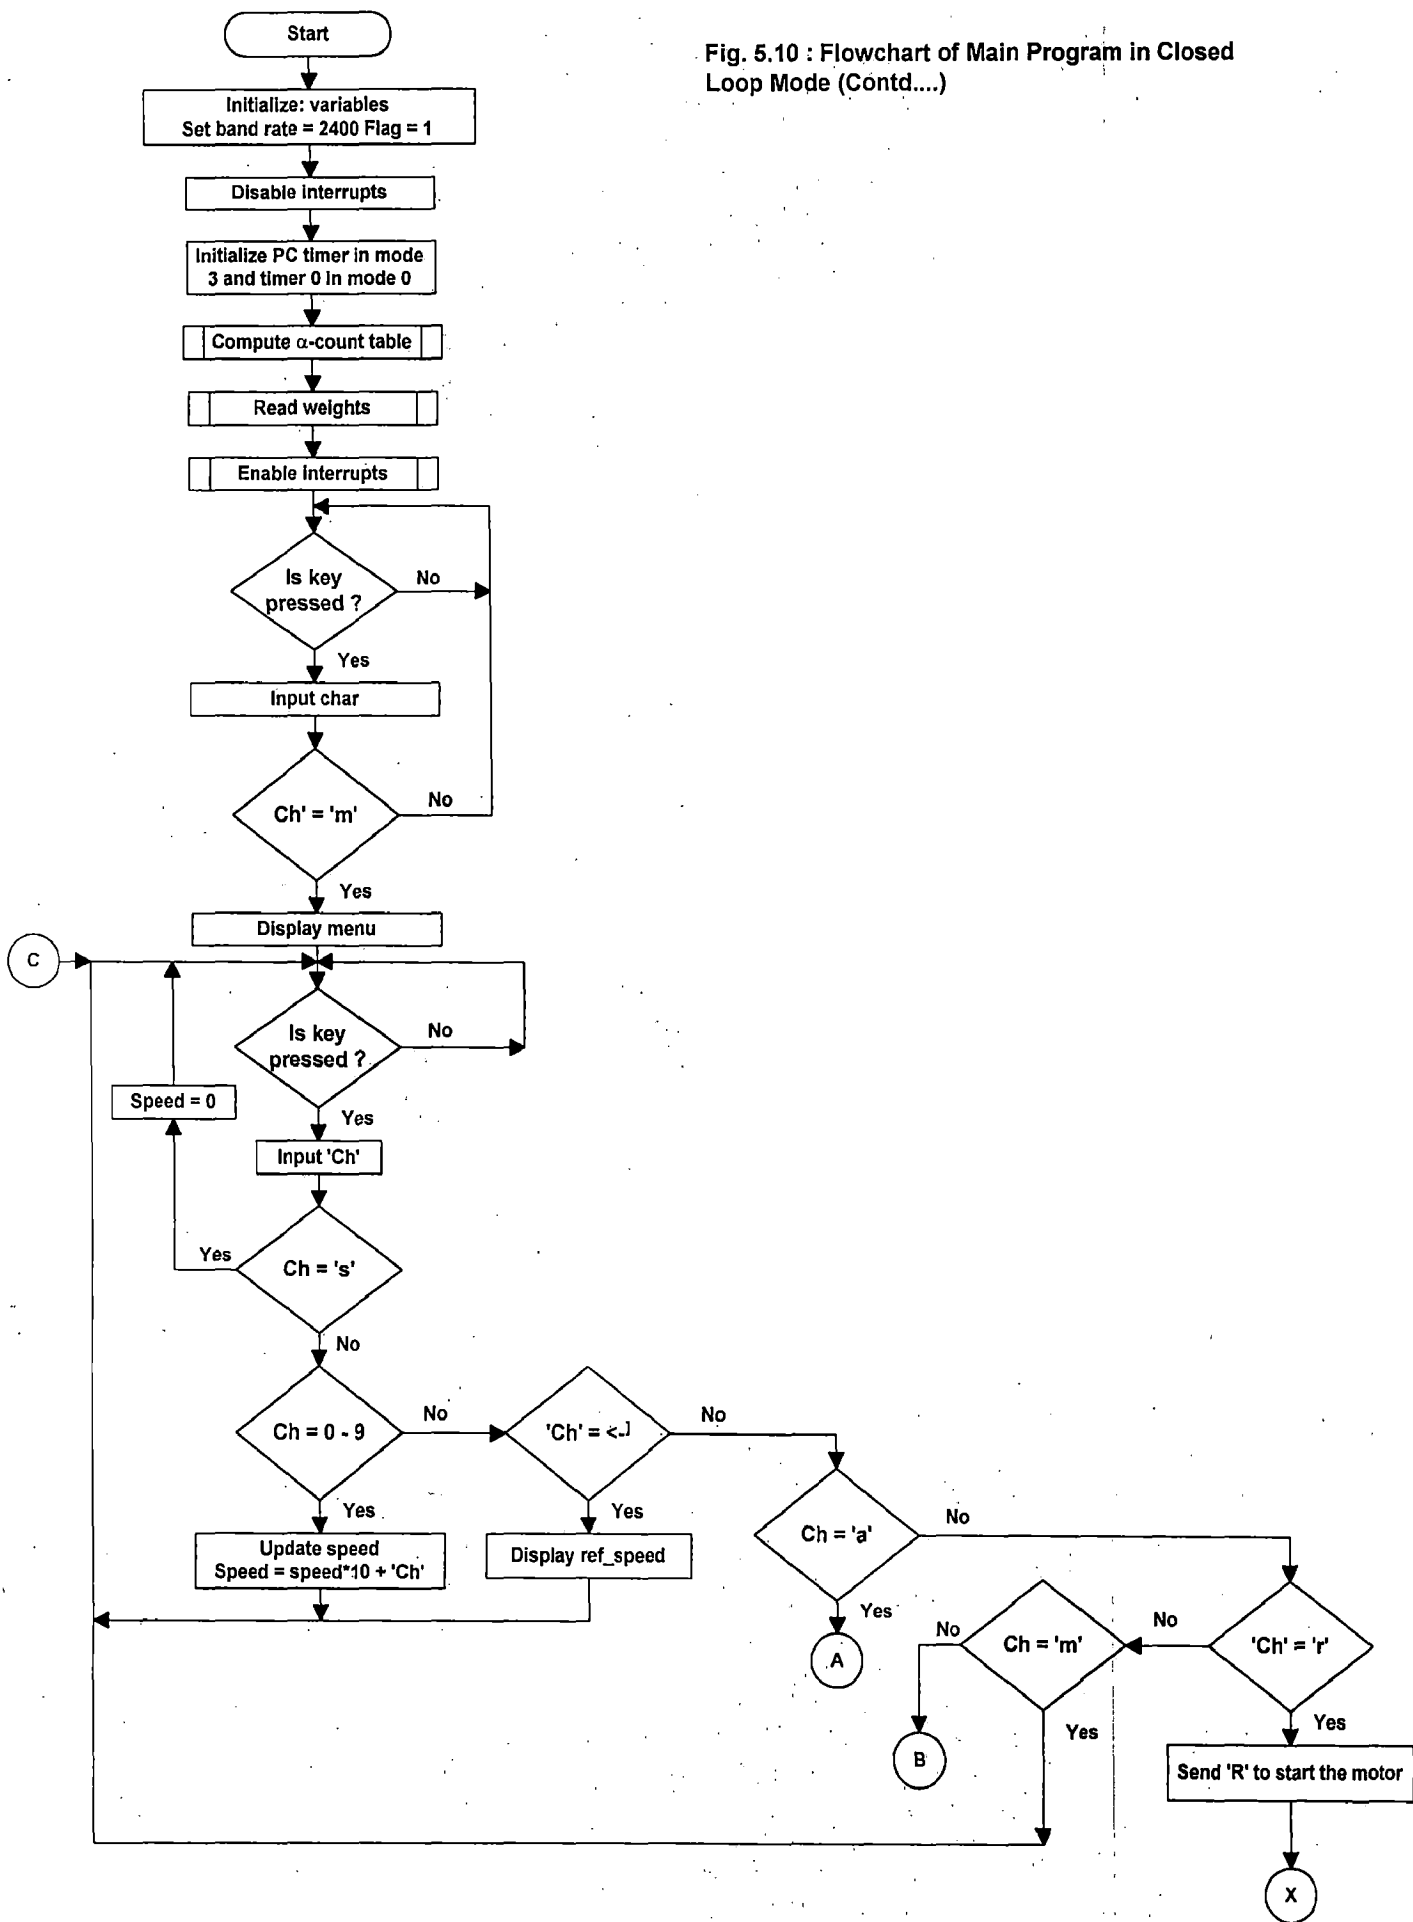 Start
Fig. 5.10 : Flowchart of Main Program in Closed
Loop Mode (Contd....)
Initialize: variables
Set band rate = 2400 Flag = 1
Disable interrupts
Initialize PC timer in mode
3 and timer 0 in mode 0
Compute α-count table
Read weights
Enable interrupts
Is key
pressed ?
No
Yes
Input char
Ch' = 'm'
No
Yes
Display menu
C
Is key
pressed ?
No
Speed = 0
Yes
Input 'Ch'
Yes
Ch = 's'
No
Ch = 0 - 9
No
'Ch' = <-]
No
Yes
Yes
Update speed
Speed = speed*10 + 'Ch'
Display ref_speed
Ch = 'a'
No
Yes
A
No
Ch = 'm'
No
'Ch' = 'r'
Yes
Yes
B
Send 'R' to start the motor
X